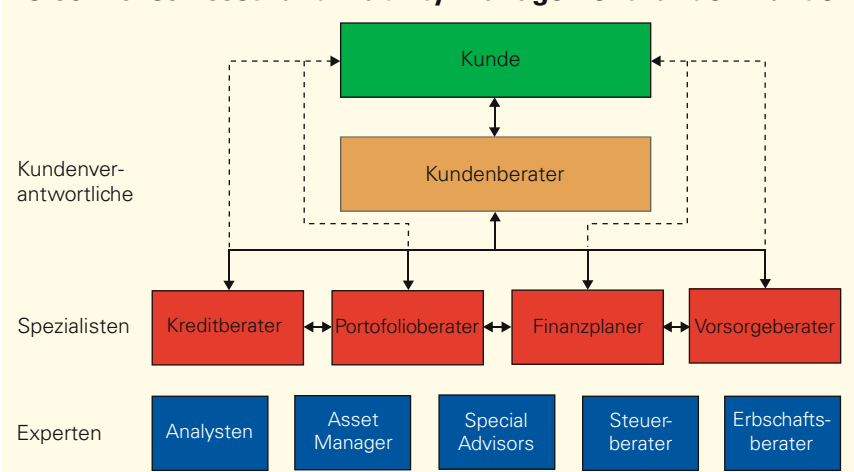 Kunde
Kundenver-
antwortliche
Kundenberater
Spezialisten
Kreditberater
Portofolioberater
Finanzplaner
Vorsorgeberater
Experten
Analysten
Asset
Manager
Special
Advisors
Steuer-
berater
Erbschafts-
berater